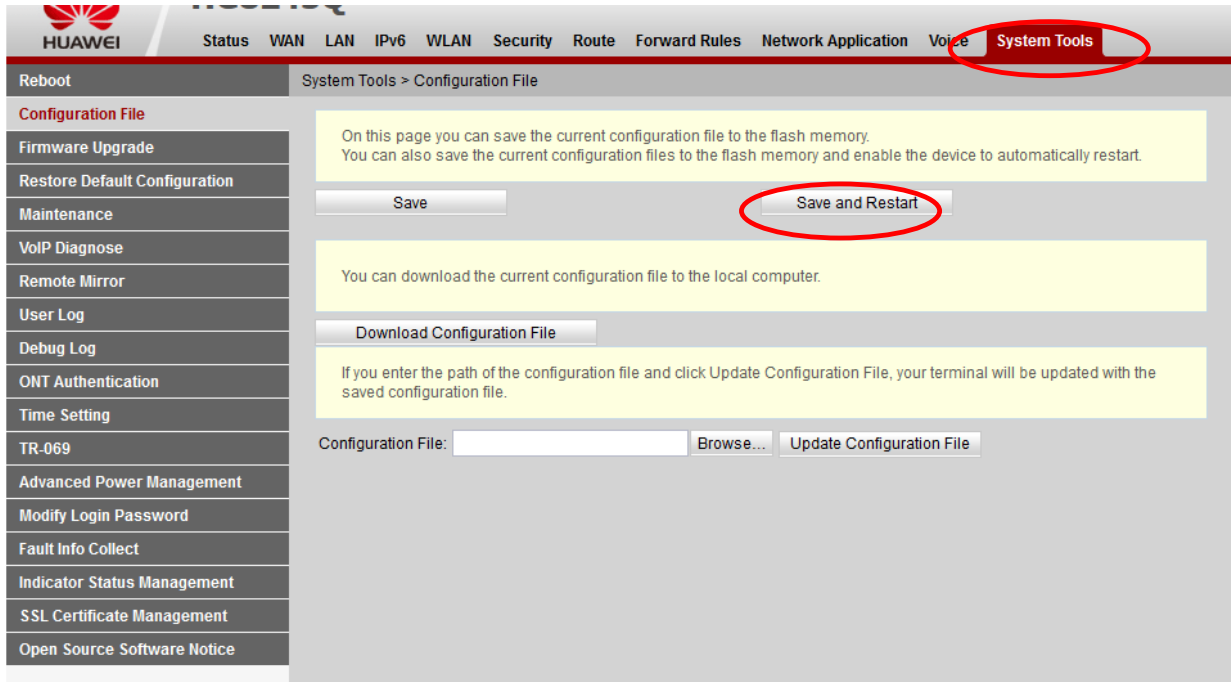 HUAWEI
Status WAN LAN IPv6 WLAN Security Route Forward Rules Network Application Voice System Tools
Reboot
System Tools > Configuration File
Configuration File
Firmware Upgrade
Restore Default Configuration
Maintenance
VoIP Diagnose
Remote Mirror
User Log
Debug Log
ONT Authentication
Time Setting
TR-069
Advanced Power Management
Modify Login Password
Fault Info Collect
Indicator Status Management
SSL Certificate Management
Open Source Software Notice
On this page you can save the current configuration file to the flash memory.
You can also save the current configuration files to the flash memory and enable the device to automatically restart.
Save
Save and Restart
You can download the current configuration file to the local computer.
Download Configuration File
If you enter the path of the configuration file and click Update Configuration File, your terminal will be updated with the
saved configuration file.
Configuration File: Browse... Update Configuration File